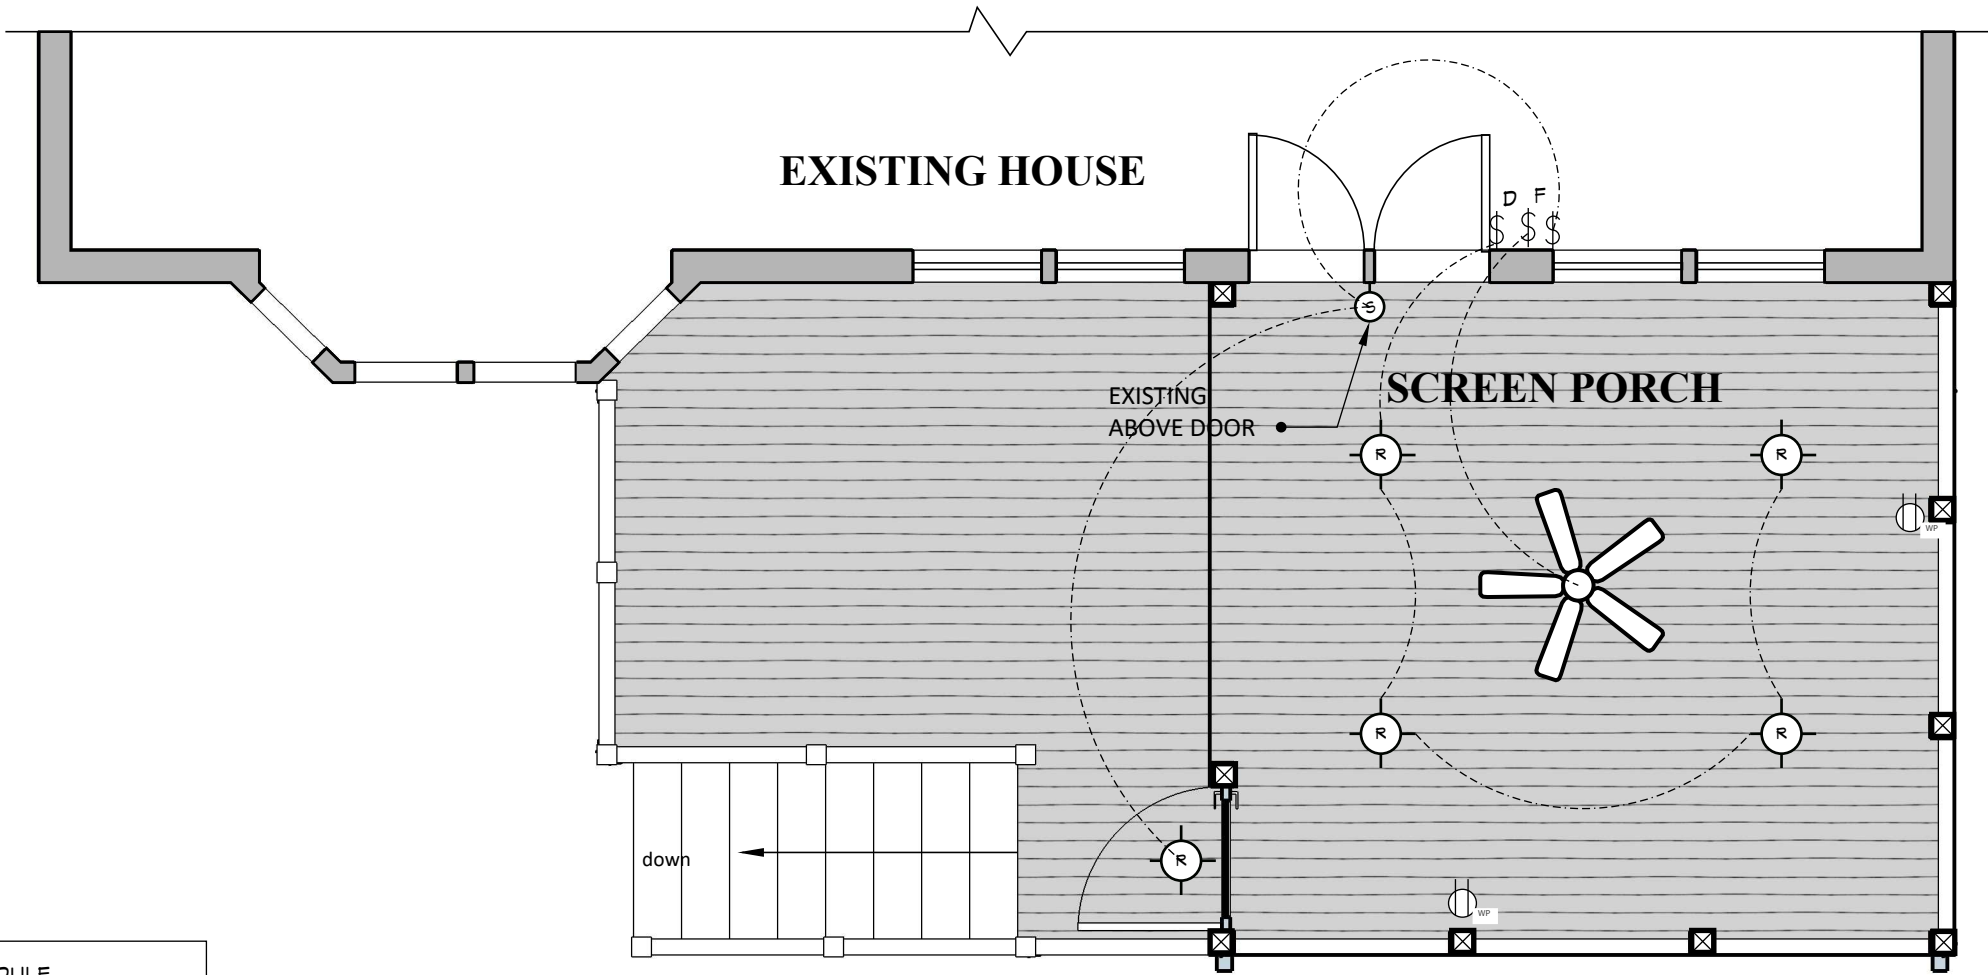 EXISTING HOUSE
D F
$ $ $
S
EXISTING
ABOVE DOOR
SCREEN PORCH
R R
WP
R R
down
R
WP